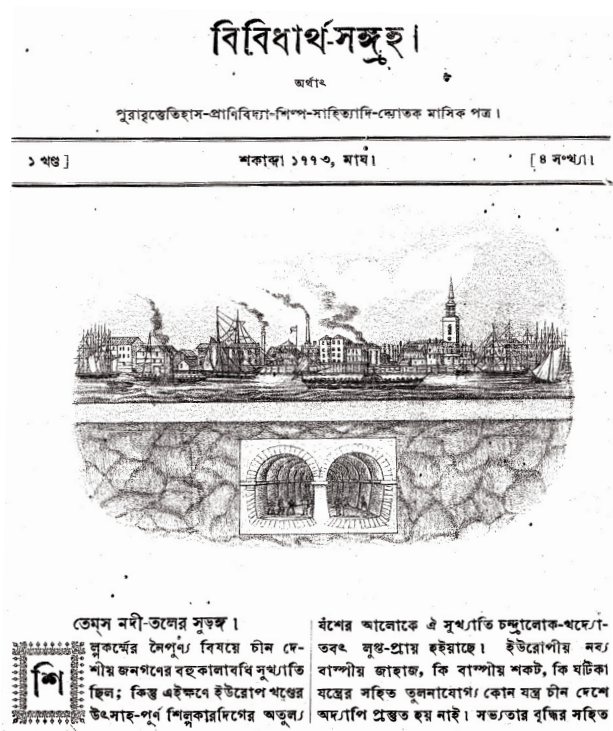 বিবিধার্থ-সঙ্গ্রহ।
অর্থাৎ
পুরাবৃত্তেতিহাস-প্রাণিবিদ্যা-শিল্প-সাহিত্যাদি-দ্যোতক মাসিক পত্র।
১ খণ্ড]
শকাব্দা ১৭৭৩, মাঘ।
[৪ সংখ্যা।
তেম্‌স নদী-তলের সুড়ঙ্গ।
শিল্পকর্ম্মের নৈপুণ্য বিষয়ে চীন দে-
শীয় জনগণের বহুকালাবধি সুখ্যাতি
ছিল; কিন্তু এইক্ষণে ইউরোপ খণ্ডের
উৎসাহ-পূর্ণ শিল্পকারদিগের অতুল্য
যশের আলোকে ঐ সুখ্যাতি চন্দ্রালোক-খদ্যো-
তবৎ লুপ্ত-প্রায় হইয়াছে। ইউরোপীয় নব্য
বাষ্পীয় জাহাজ, কি বাষ্পীয় শকট, কি ঘটিকা
যন্ত্রের সহিত তুলনাযোগ্য কোন যন্ত্র চীন দেশে
অদ্যাপি প্রস্তুত হয় নাই। সভ্যতার বৃদ্ধির সহিত